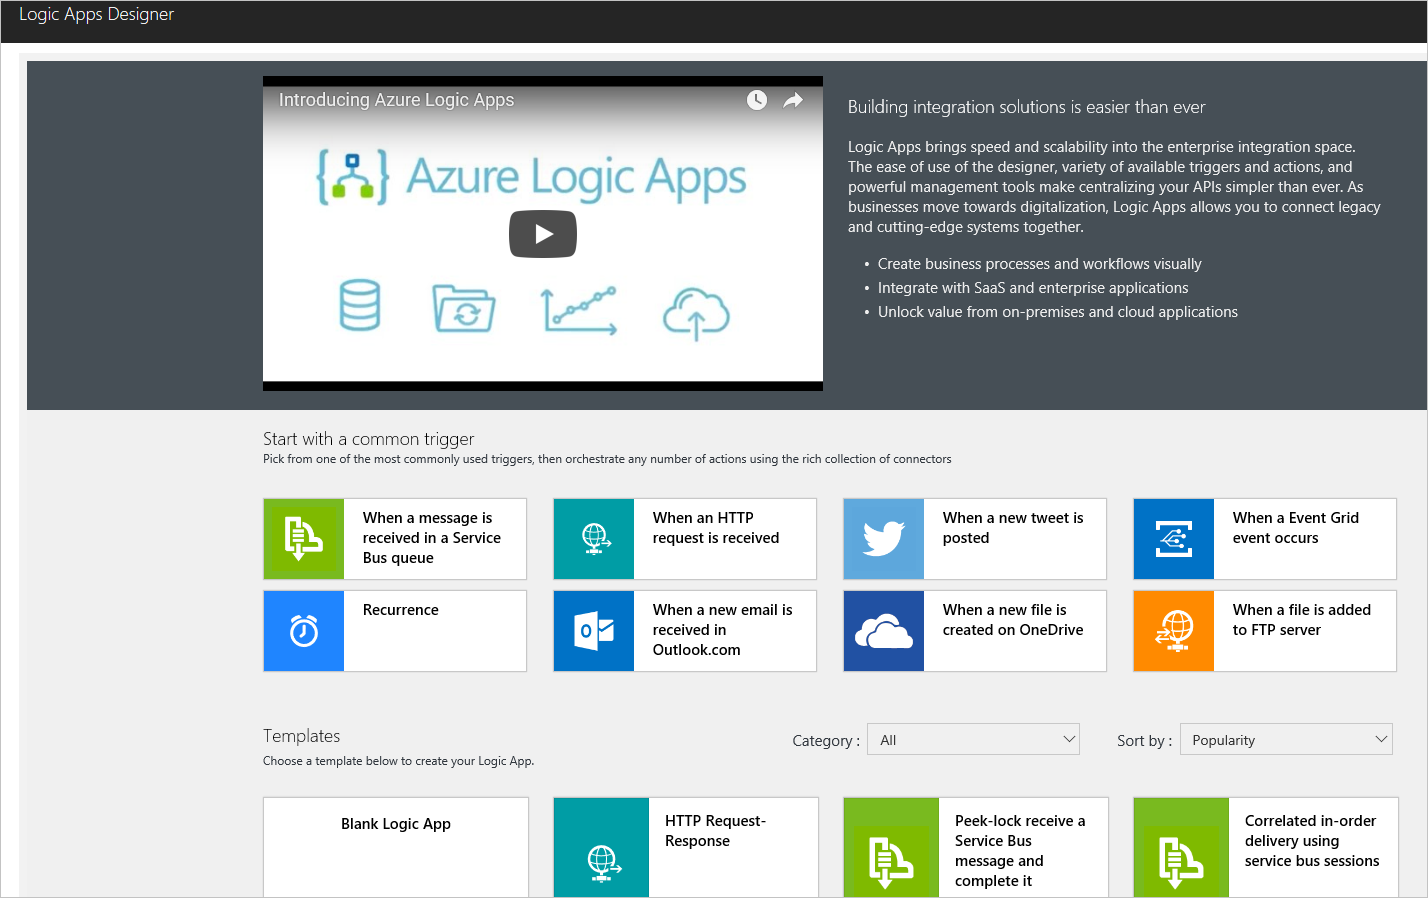 Logic Apps Designer
Introducing Azure Logic Apps
Azure Logic Apps
Building integration solutions is easier than ever
Logic Apps brings speed and scalability into the enterprise integration space.
The ease of use of the designer, variety of available triggers and actions, and
powerful management tools make centralizing your APIs simpler than ever. As
businesses move towards digitalization, Logic Apps allows you to connect legacy
and cutting-edge systems together.
• Create business processes and workflows visually
• Integrate with SaaS and enterprise applications
• Unlock value from on-premises and cloud applications
Start with a common trigger
Pick from one of the most commonly used triggers, then orchestrate any number of actions using the rich collection of connectors
When a message is
received in a Service
Bus queue
When an HTTP
request is received
When a new tweet is
posted
When a Event Grid
event occurs
Recurrence
When a new email is
received in
Outlook.com
When a new file is
created on OneDrive
When a file is added
to FTP server
Templates
Choose a template below to create your Logic App.
Category : All
Sort by : Popularity
Blank Logic App
HTTP Request-
Response
Peek-lock receive a
Service Bus
message and
complete it
Correlated in-order
delivery using
service bus sessions